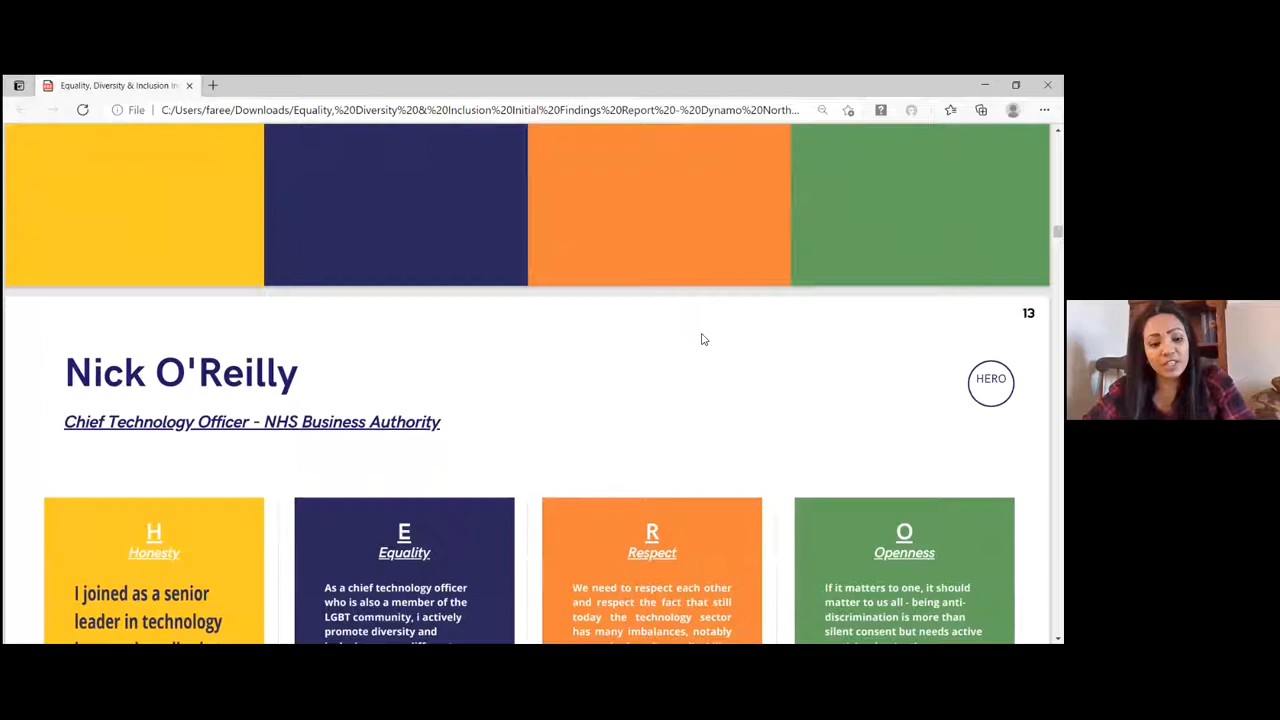 Equality, Diversity & Inclusion In
File
C:/Users/faree/Downloads/Equality,%20Diversity%20&%20Inclusion%20Initial%20Findings%20Report%20-%20Dynamo%20North...
13
Nick O'Reilly
HERO
Chief Technology Officer - NHS Business Authority
H
Honesty
I joined as a senior
leader in technology
E
Equality
As a chief technology officer
who is also a member of the
LGBT community, i actively
promote diversity and
R
Respect
We need to respect each other
and respect the fact that still
today the technology sector
has many imbalances, notably
O
Openness
If it matters to one, it should
matter to us all - being anti-
discrimination is more than
silent consent but needs active